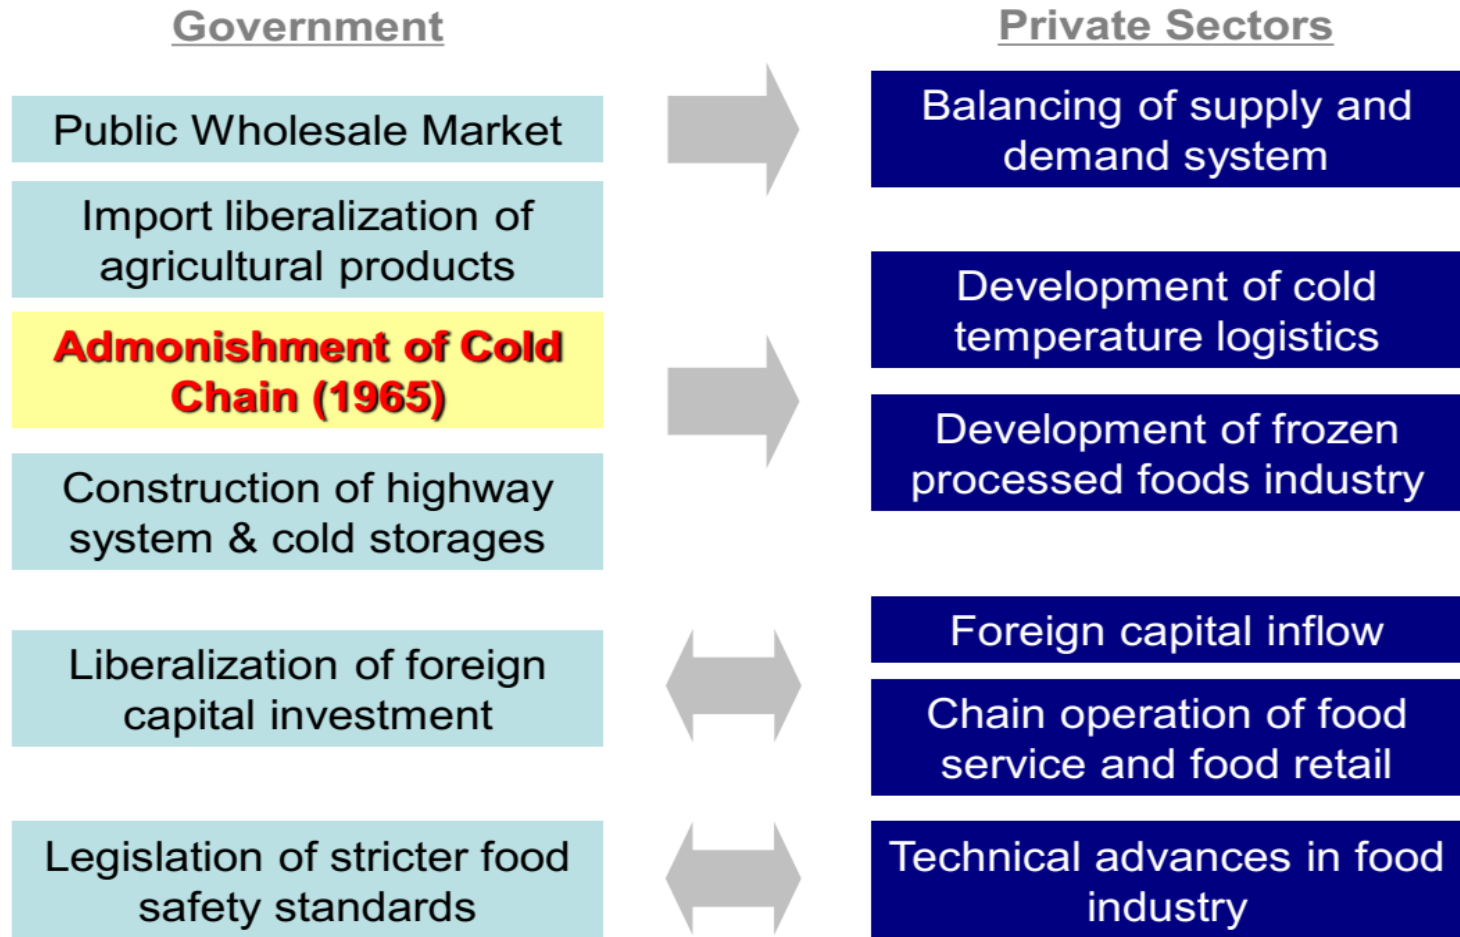 Government
Private Sectors
Public Wholesale Market
Balancing of supply and
demand system
Import liberalization of
agricultural products
Development of cold
temperature logistics
Admonishment of Cold
Chain (1965)
Development of frozen
processed foods industry
Construction of highway
system & cold storages
Foreign capital inflow
Liberalization of foreign
capital investment
Chain operation of food
service and food retail
Legislation of stricter food
safety standards
Technical advances in food
industry